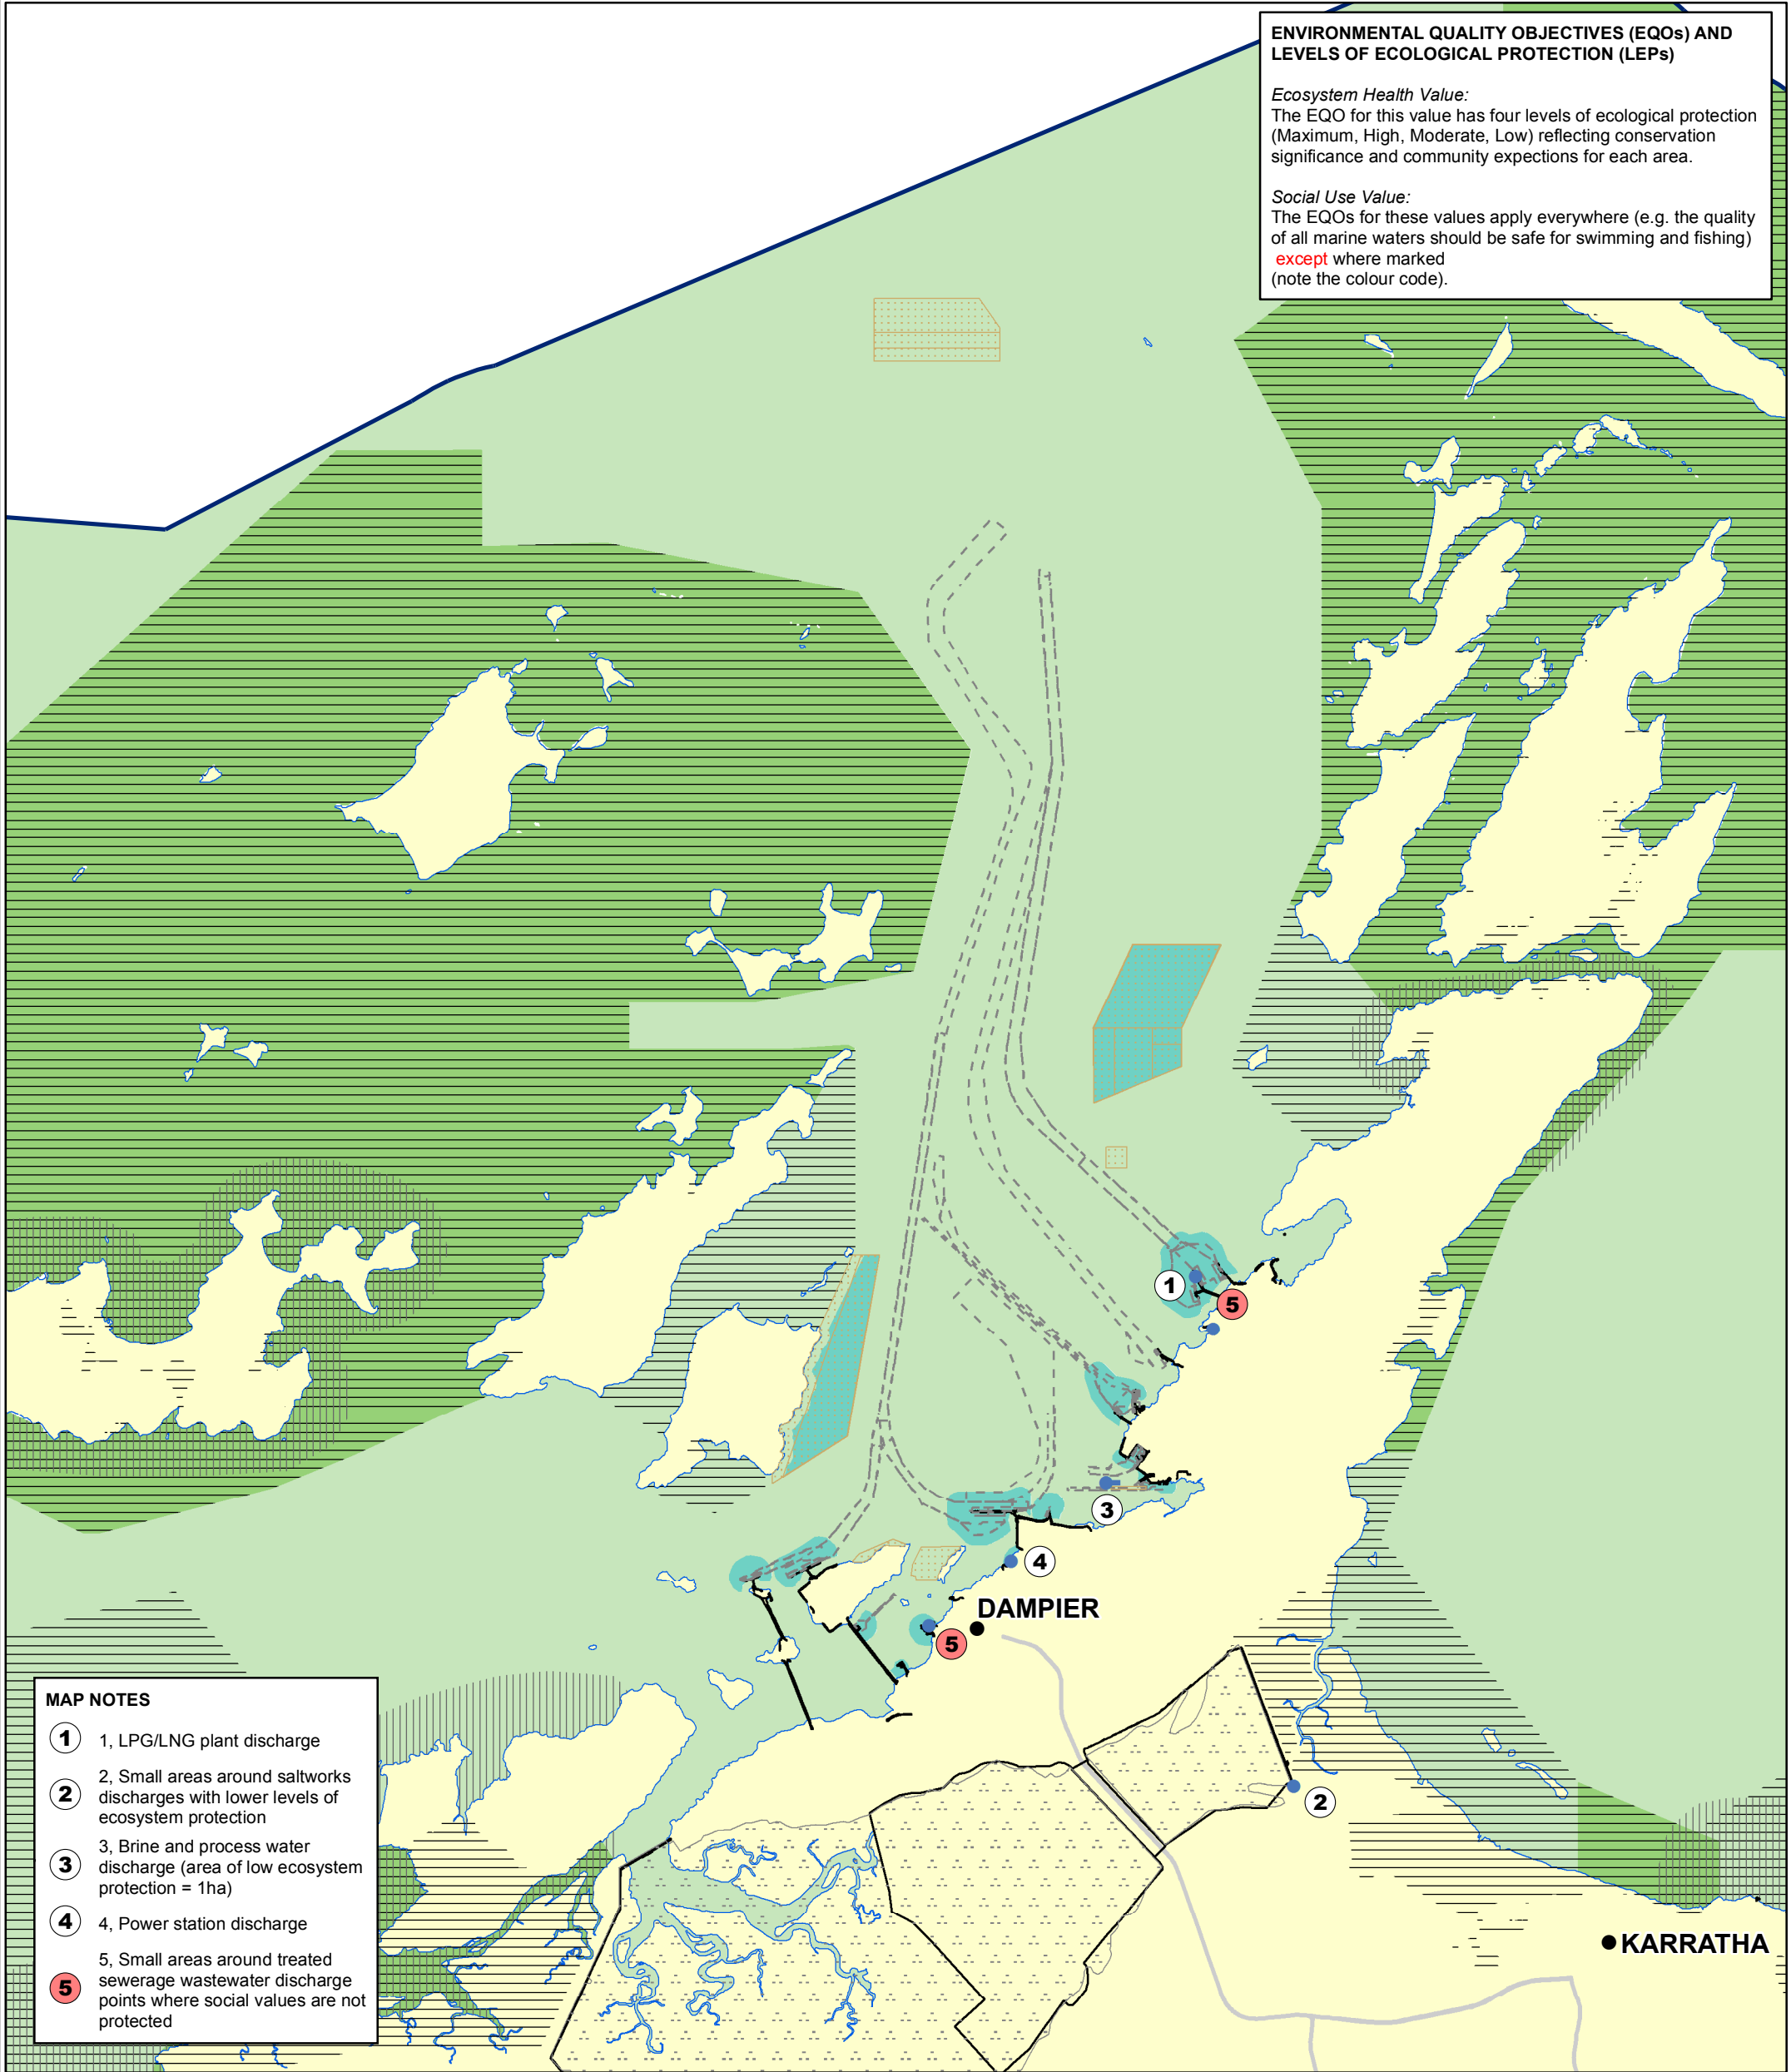 ENVIRONMENTAL QUALITY OBJECTIVES (EQOs) AND
LEVELS OF ECOLOGICAL PROTECTION (LEPs)
Ecosystem Health Value:
The EQO for this value has four levels of ecological protection
(Maximum, High, Moderate, Low) reflecting conservation
significance and community expections for each area.
Social Use Value:
The EQOs for these values apply everywhere (e.g. the quality
of all marine waters should be safe for swimming and fishing)
except where marked
(note the colour code).
1
5
3
4
DAMPIER
5
2
KARRATHA
MAP NOTES
1 1, LPG/LNG plant discharge
2 2, Small areas around saltworks
discharges with lower levels of
ecosystem protection
3 3, Brine and process water
discharge (area of low ecosystem
protection = 1ha)
4 4, Power station discharge
5 5, Small areas around treated
sewerage wastewater discharge
points where social values are not
protected